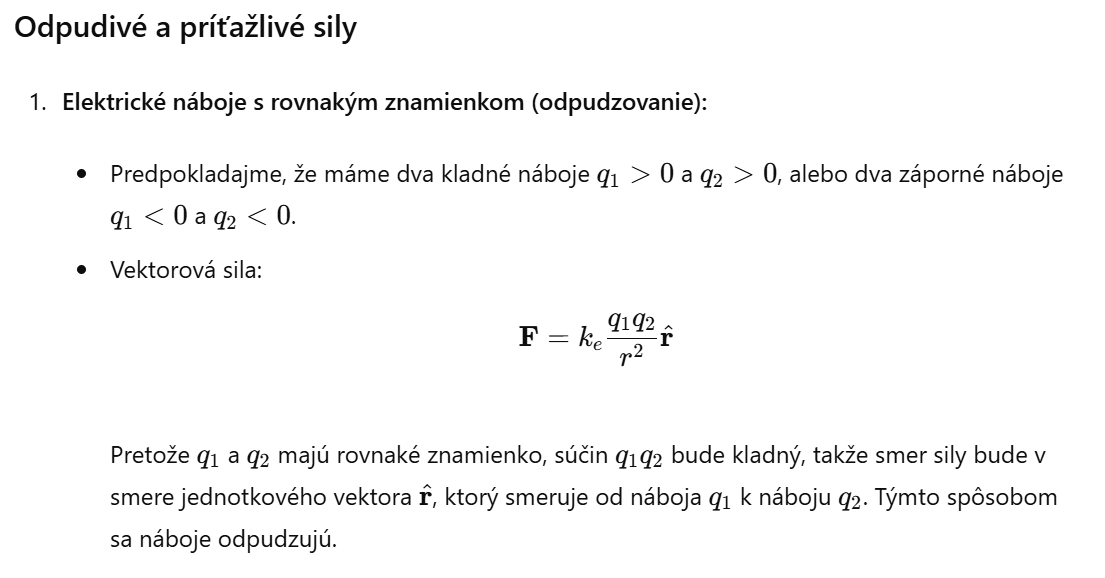 Odpudivé a príťažlivé sily
1. Elektrické náboje s rovnakým znamienkom (odpudzovanie):
• Predpokladajme, že máme dva kladné náboje q₁ > 0 a q₂ > 0, alebo dva záporné náboje
q₁ < 0 a q₂ < 0.
• Vektorová sila:
F = kₑ q₁q₂/r² r̂
Pretože q₁ a q₂ majú rovnaké znamienko, súčin q₁q₂ bude kladný, takže smer sily bude v
smere jednotkového vektora r̂, ktorý smeruje od náboja q₁ k náboju q₂. Týmto spôsobom
sa náboje odpudzujú.